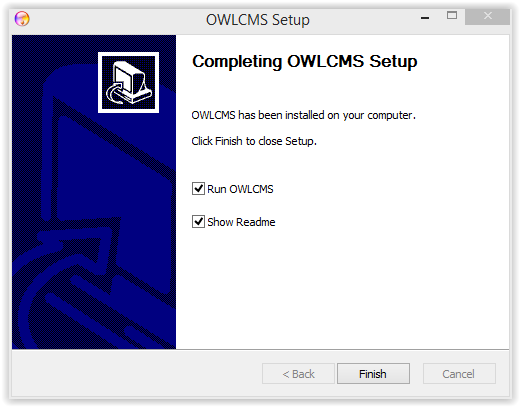 OWLCMS Setup
Completing OWLCMS Setup
OWLCMS has been installed on your computer.
Click Finish to close Setup.
Run OWLCMS
Show Readme
< Back
Finish
Cancel